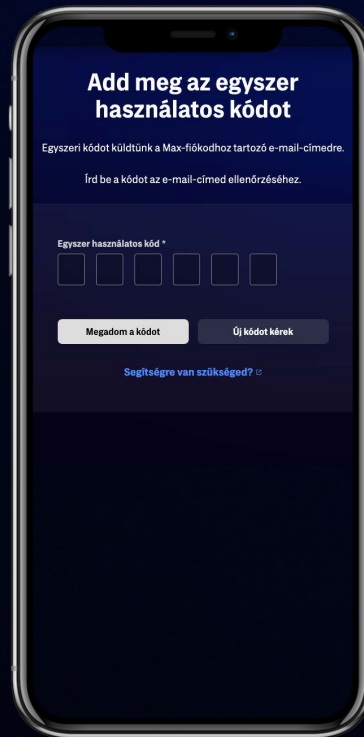 Add meg az egyszer
használatos kódot
Egyszeri kódot küldtünk a Max-fiókodhoz tartozó e-mail-címedre.
Írd be a kódot az e-mail-címed ellenőrzéséhez.
Egyszer használatos kód *
Megadom a kódot
Új kódot kérek
Segítségre van szükséged?